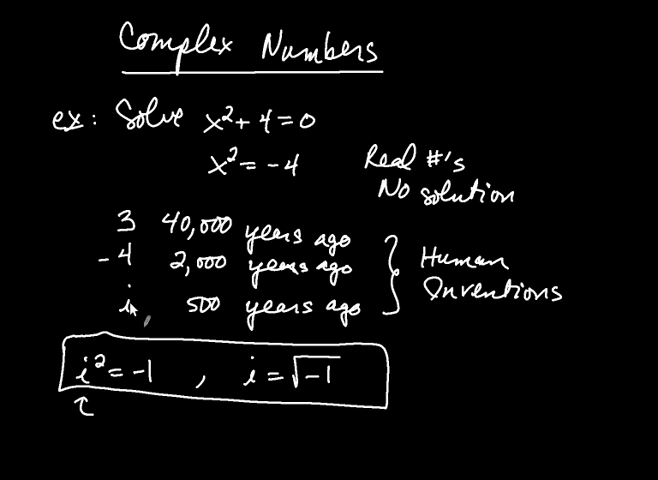 Complex Numbers
ex: Solve x²+4=0
x²=-4
Real #'s
No solution
3 40,000 years ago
-4 2,000 years ago
i 500 years ago
Human
Inventions
i²=-1 , i=√-1